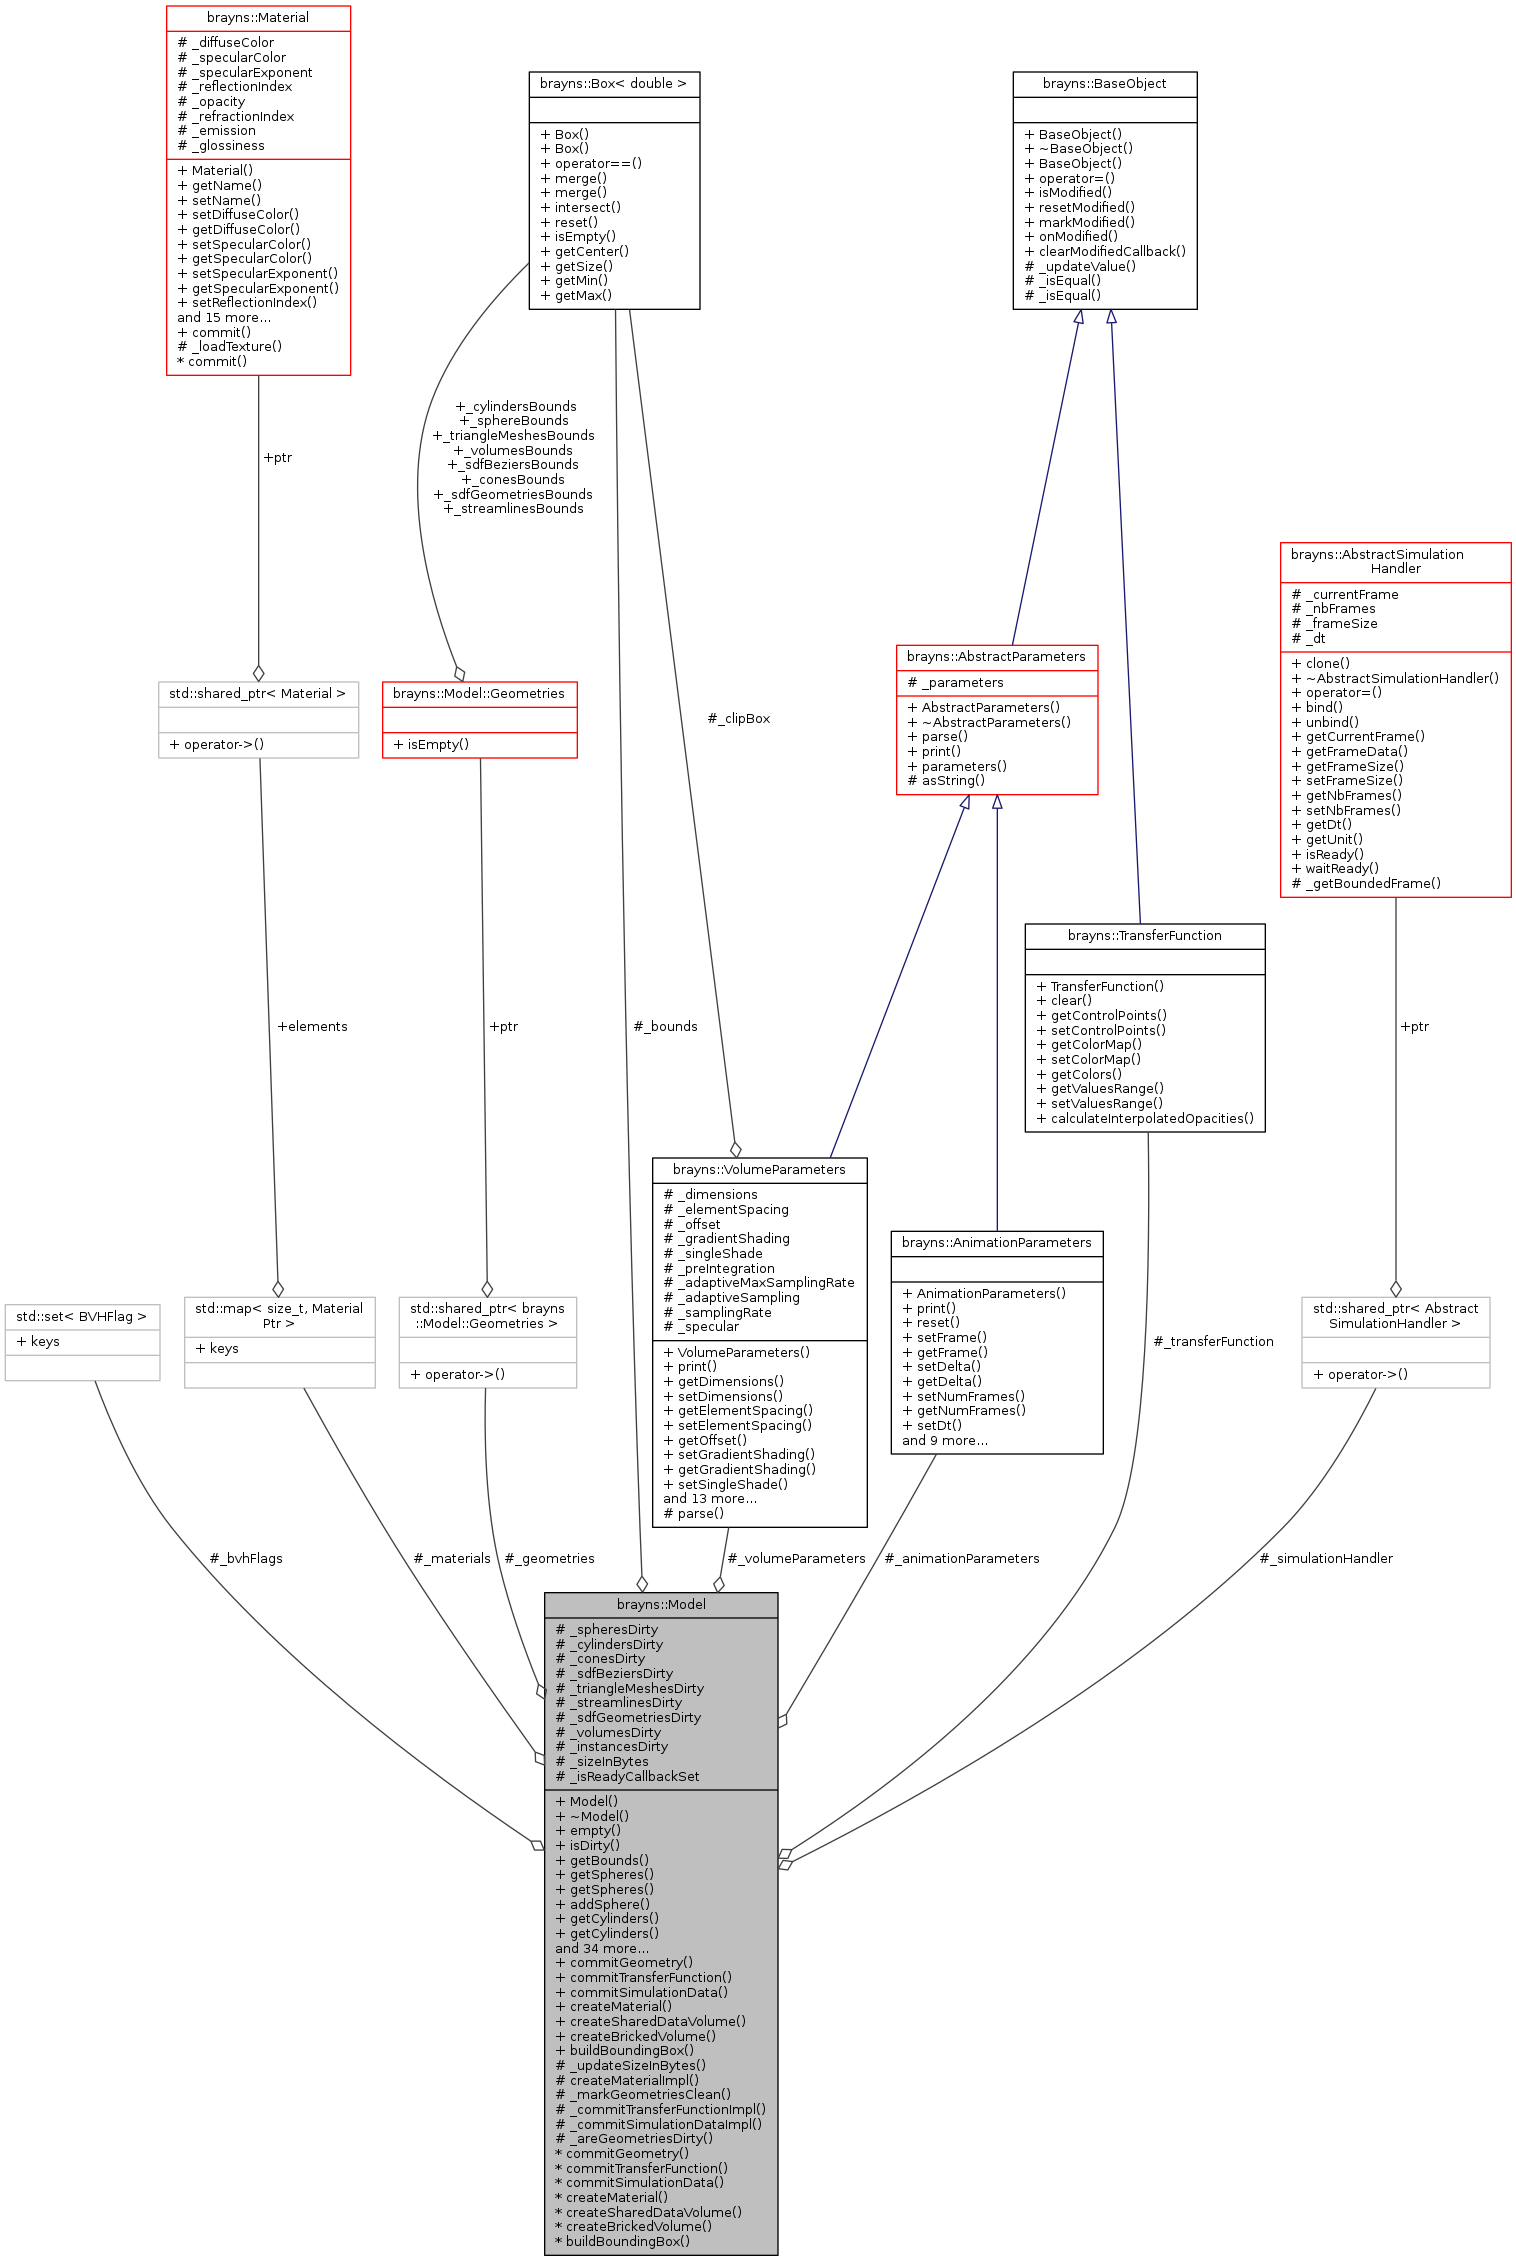 brayns::Material
# _diffuseColor
# _specularColor
# _specularExponent
# _reflectionIndex
# _opacity
# _refractionIndex
# _emission
# _glossiness
+ Material()
+ getName()
+ setName()
+ setDiffuseColor()
+ getDiffuseColor()
+ setSpecularColor()
+ getSpecularColor()
+ setSpecularExponent()
+ getSpecularExponent()
+ setReflectionIndex()
and 15 more...
+ commit()
# _loadTexture()
* commit()
brayns::Box< double >
+ Box()
+ Box()
+ operator==()
+ merge()
+ merge()
+ intersect()
+ reset()
+ isEmpty()
+ getCenter()
+ getSize()
+ getMin()
+ getMax()
brayns::BaseObject
+ BaseObject()
+ ~BaseObject()
+ BaseObject()
+ operator=()
+ isModified()
+ resetModified()
+ markModified()
+ onModified()
+ clearModifiedCallback()
# _updateValue()
# _isEqual()
# _isEqual()
+_cylindersBounds
+_sphereBounds
+_triangleMeshesBounds
+_volumesBounds
+_sdfBeziersBounds
+_conesBounds
+_sdfGeometriesBounds
+_streamlinesBounds
+ptr
brayns::AbstractSimulation
Handler
# _currentFrame
# _nbFrames
# _frameSize
# _dt
+ clone()
+ ~AbstractSimulationHandler()
+ operator=()
+ bind()
+ unbind()
+ getCurrentFrame()
+ getFrameData()
+ getFrameSize()
+ setFrameSize()
+ getNbFrames()
+ setNbFrames()
+ getDt()
+ getUnit()
+ isReady()
+ waitReady()
# _getBoundedFrame()
brayns::AbstractParameters
# _parameters
+ AbstractParameters()
+ ~AbstractParameters()
+ parse()
+ print()
+ parameters()
# asString()
std::shared_ptr< Material >
+ operator->()
brayns::Model::Geometries
+ isEmpty()
#_clipBox
brayns::TransferFunction
+ TransferFunction()
+ clear()
+ getControlPoints()
+ setControlPoints()
+ getColorMap()
+ setColorMap()
+ getColors()
+ getValuesRange()
+ setValuesRange()
+ calculateInterpolatedOpacities()
+elements
+ptr
#_bounds
+ptr
brayns::VolumeParameters
# _dimensions
# _elementSpacing
# _offset
# _gradientShading
# _singleShade
# _preIntegration
# _adaptiveMaxSamplingRate
# _adaptiveSampling
# _samplingRate
# _specular
+ VolumeParameters()
+ print()
+ getDimensions()
+ setDimensions()
+ getElementSpacing()
+ setElementSpacing()
+ getOffset()
+ setGradientShading()
+ getGradientShading()
+ setSingleShade()
and 13 more...
# parse()
brayns::AnimationParameters
+ AnimationParameters()
+ print()
+ reset()
+ setFrame()
+ getFrame()
+ setDelta()
+ getDelta()
+ setNumFrames()
+ getNumFrames()
+ setDt()
and 9 more...
std::set< BVHFlag >
+ keys
std::map< size_t, Material
Ptr >
+ keys
std::shared_ptr< brayns
::Model::Geometries >
+ operator->()
std::shared_ptr< Abstract
SimulationHandler >
+ operator->()
#_transferFunction
#_bvhFlags
#_materials
#_geometries
#_volumeParameters
#_animationParameters
#_simulationHandler
brayns::Model
# _spheresDirty
# _cylindersDirty
# _conesDirty
# _sdfBeziersDirty
# _triangleMeshesDirty
# _streamlinesDirty
# _sdfGeometriesDirty
# _volumesDirty
# _instancesDirty
# _sizeInBytes
# _isReadyCallbackSet
+ Model()
+ ~Model()
+ empty()
+ isDirty()
+ getBounds()
+ getSpheres()
+ getSpheres()
+ addSphere()
+ getCylinders()
+ getCylinders()
and 34 more...
+ commitGeometry()
+ commitTransferFunction()
+ commitSimulationData()
+ createMaterial()
+ createSharedDataVolume()
+ createBrickedVolume()
+ buildBoundingBox()
# _updateSizeInBytes()
# createMaterialImpl()
# _markGeometriesClean()
# _commitTransferFunctionImpl()
# _commitSimulationDataImpl()
# _areGeometriesDirty()
* commitGeometry()
* commitTransferFunction()
* commitSimulationData()
* createMaterial()
* createSharedDataVolume()
* createBrickedVolume()
* buildBoundingBox()